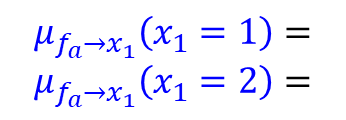 μ_{f_a→x_1}(x_1 = 1) =
μ_{f_a→x_1}(x_1 = 2) =